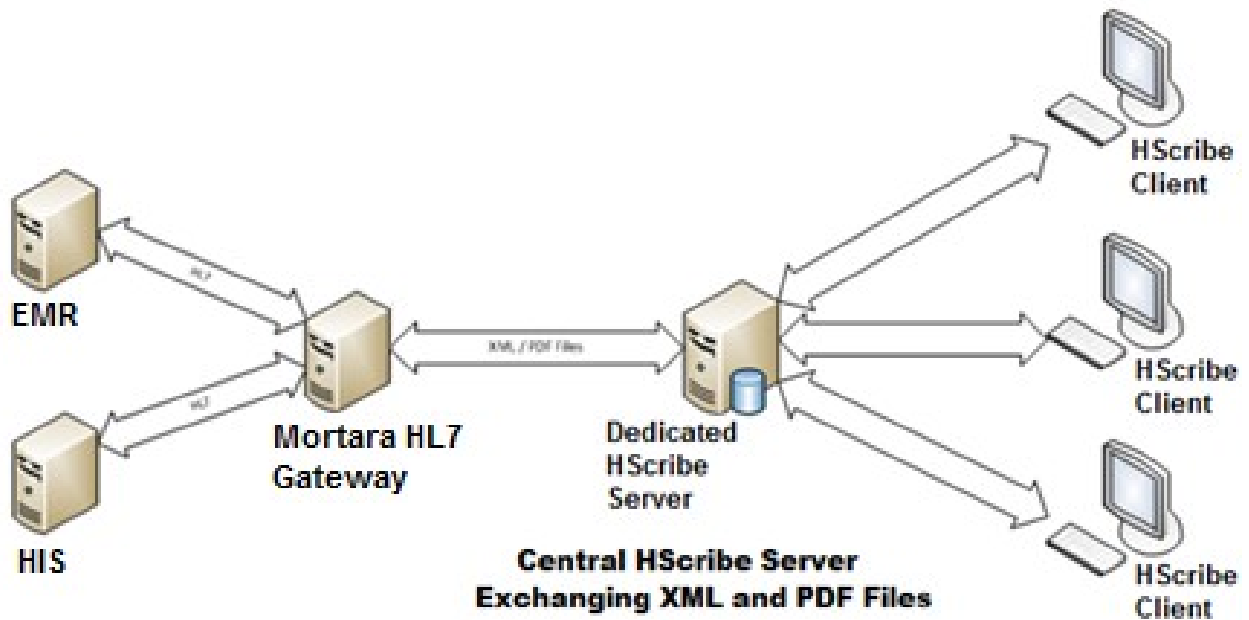 HScribe
Client
EMR
HL7
HL7
XML / PDF Files
HScribe
Client
Mortara HL7
Gateway
Dedicated
HScribe
Server
HIS
Central HScribe Server
Exchanging XML and PDF Files
HScribe
Client